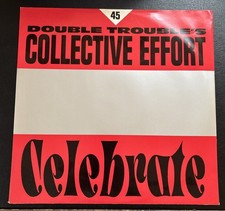 45
DOUBLE TROUBLE'S
COLLECTIVE EFFORT
Celebrate